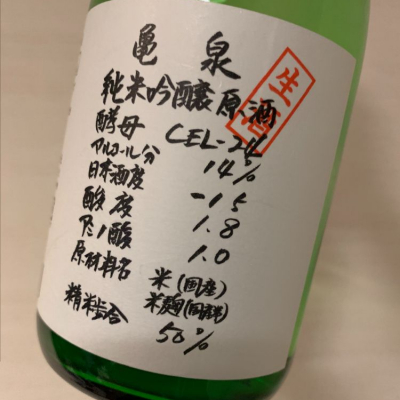 亀泉
生酒
純米吟醸原酒
酵母 CEL-24
アルコール分 14%
日本酒度 -15
酸度 1.8
アミノ酸 1.0
原材料名 米(国産)
米麹(国産米)
精米歩合 50%